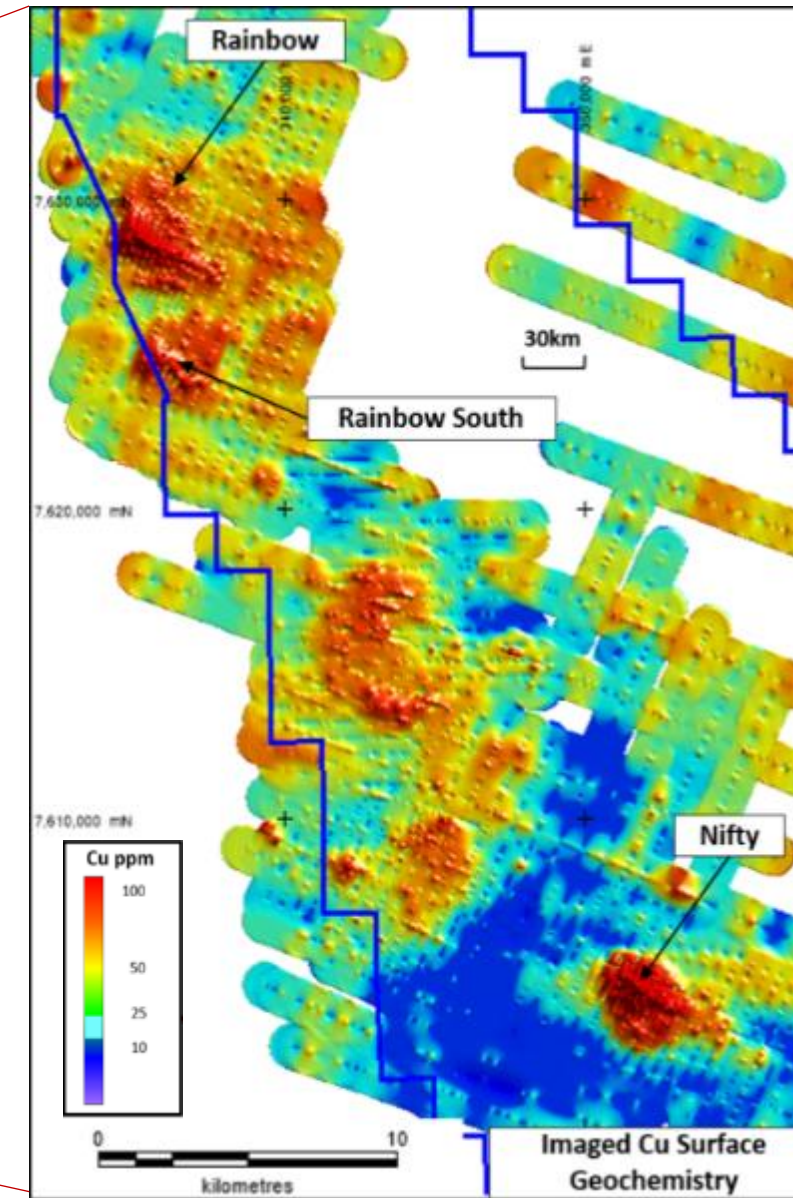 Rainbow
7,630,000 mN
30km
Rainbow South
7,620,000 mN
7,610,000 mN
Nifty
Cu ppm
100
50
25
10
0
10
kilometres
Imaged Cu Surface
Geochemistry